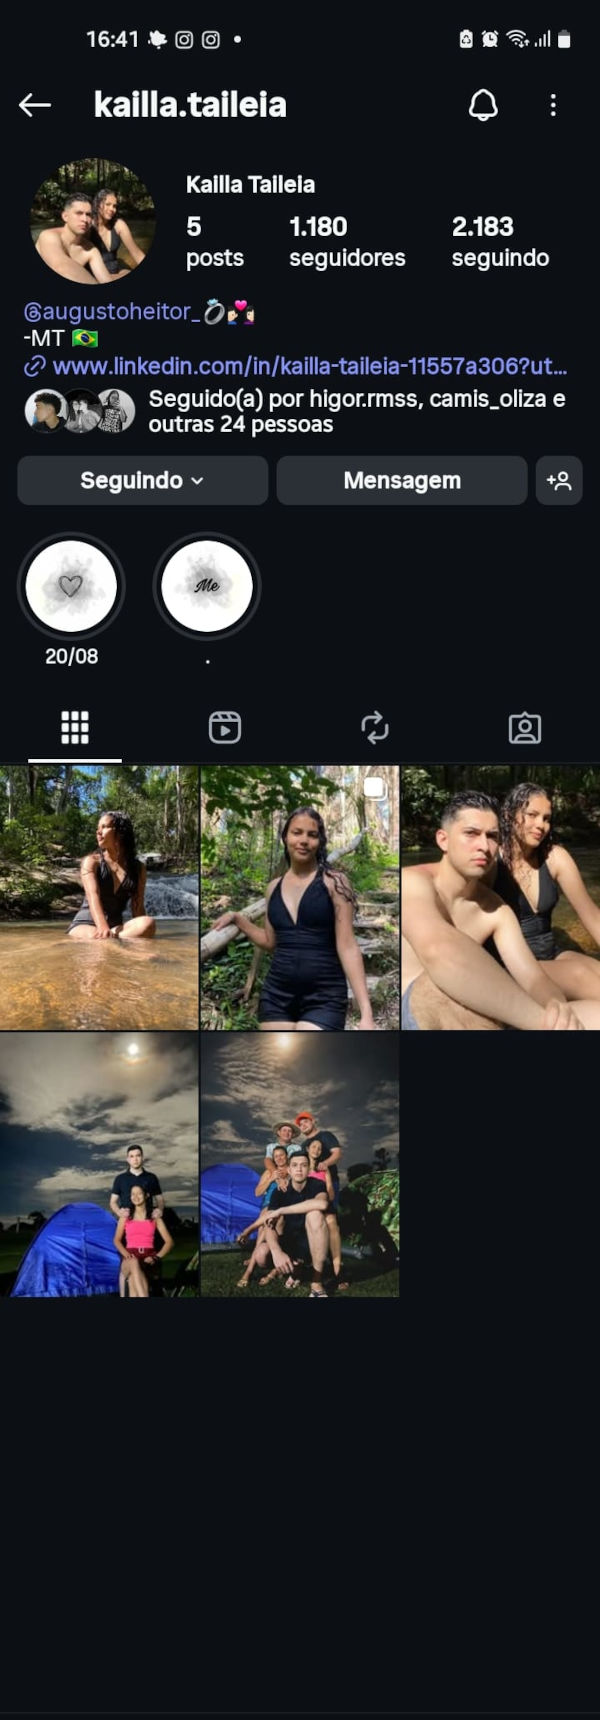 16:41
kailla.taileia
Kailla Taileia
5 1.180 2.183
posts seguidores seguindo
@augustoheitor_💍💏🏻
-MT 🇧🇷
www.linkedin.com/in/kailla-taileia-11557a306?ut...
Seguido(a) por higor.rmss, camis_oliza e
outras 24 pessoas
Seguindo Mensagem
Me
20/08 .